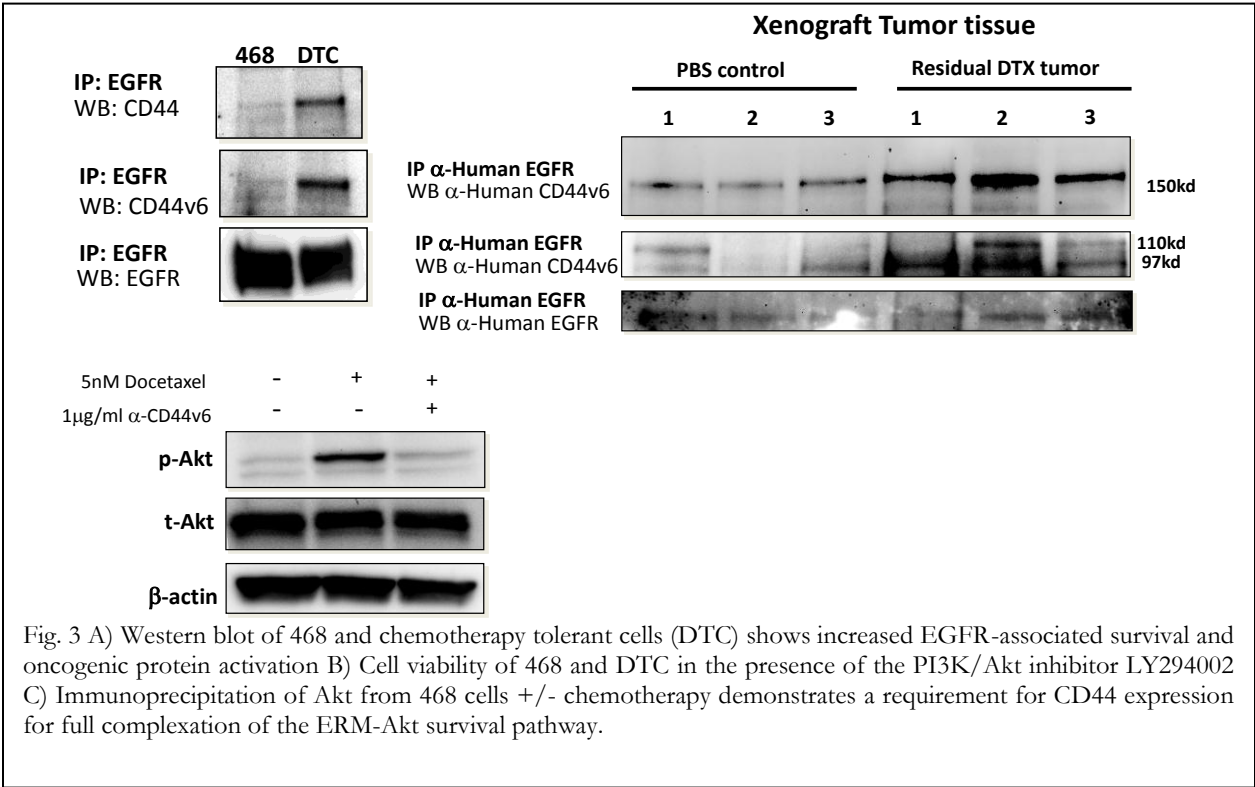 468 DTC
IP: EGFR
WB: CD44
IP: EGFR
WB: CD44v6
IP: EGFR
WB: EGFR
Xenograft Tumor tissue
PBS control Residual DTX tumor
1 2 3 1 2 3
IP α-Human EGFR
WB α-Human CD44v6
150kd
IP α-Human EGFR
WB α-Human CD44v6
110kd
97kd
IP α-Human EGFR
WB α-Human EGFR
5nM Docetaxel - + +
1μg/ml α-CD44v6 - - +
p-Akt
t-Akt
β-actin
Fig. 3 A) Western blot of 468 and chemotherapy tolerant cells (DTC) shows increased EGFR-associated survival and
oncogenic protein activation B) Cell viability of 468 and DTC in the presence of the PI3K/Akt inhibitor LY294002
C) Immunoprecipitation of Akt from 468 cells +/- chemotherapy demonstrates a requirement for CD44 expression
for full complexation of the ERM-Akt survival pathway.